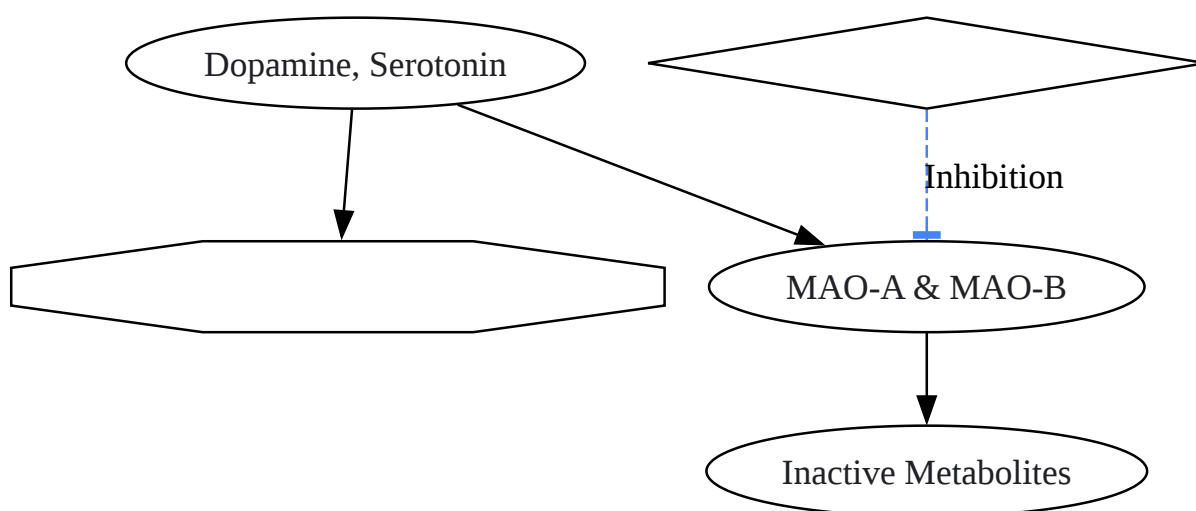 Dopamine, Serotonin
Inhibition
MAO-A & MAO-B
Inactive Metabolites